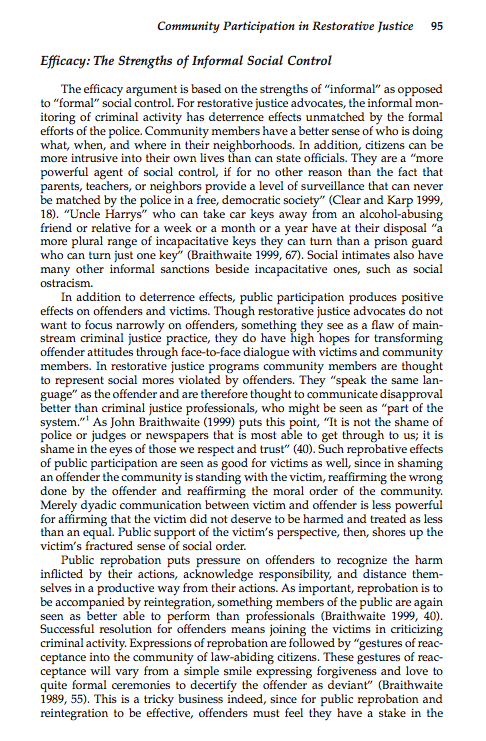 Community Participation in Restorative Justice 95
Efficacy: The Strengths of Informal Social Control
The efficacy argument is based on the strengths of “informal” as opposed
to “formal” social control. For restorative justice advocates, the informal mon-
itoring of criminal activity has deterrence effects unmatched by the formal
efforts of the police. Community members have a better sense of who is doing
what, when, and where in their neighborhoods. In addition, citizens can be
more intrusive into their own lives than can state officials. They are a “more
powerful agent of social control, if for no other reason than the fact that
parents, teachers, or neighbors provide a level of surveillance that can never
be matched by the police in a free, democratic society” (Clear and Karp 1999,
18). “Uncle Harrys” who can take car keys away from an alcohol-abusing
friend or relative for a week or a month or a year have at their disposal “a
more plural range of incapacitative keys they can turn than a prison guard
who can turn just one key” (Braithwaite 1999, 67). Social intimates also have
many other informal sanctions beside incapacitative ones, such as social
ostracism.
In addition to deterrence effects, public participation produces positive
effects on offenders and victims. Though restorative justice advocates do not
want to focus narrowly on offenders, something they see as a flaw of main-
stream criminal justice practice, they do have high hopes for transforming
offender attitudes through face-to-face dialogue with victims and community
members. In restorative justice programs community members are thought
to represent social mores violated by offenders. They “speak the same lan-
guage” as the offender and are therefore thought to communicate disapproval
better than criminal justice professionals, who might be seen as “part of the
system.”1 As John Braithwaite (1999) puts this point, “It is not the shame of
police or judges or newspapers that is most able to get through to us; it is
shame in the eyes of those we respect and trust” (40). Such reprobative effects
of public participation are seen as good for victims as well, since in shaming
an offender the community is standing with the victim, reaffirming the wrong
done by the offender and reaffirming the moral order of the community.
Merely dyadic communication between victim and offender is less powerful
for affirming that the victim did not deserve to be harmed and treated as less
than an equal. Public support of the victim’s perspective, then, shores up the
victim’s fractured sense of social order.
Public reprobation puts pressure on offenders to recognize the harm
inflicted by their actions, acknowledge responsibility, and distance them-
selves in a productive way from their actions. As important, reprobation is to
be accompanied by reintegration, something members of the public are again
seen as better able to perform than professionals (Braithwaite 1999, 40).
Successful resolution for offenders means joining the victims in criticizing
criminal activity. Expressions of reprobation are followed by “gestures of reac-
ceptance into the community of law-abiding citizens. These gestures of reac-
ceptance will vary from a simple smile expressing forgiveness and love to
quite formal ceremonies to decertify the offender as deviant” (Braithwaite
1989, 55). This is a tricky business indeed, since for public reprobation and
reintegration to be effective, offenders must feel they have a stake in the